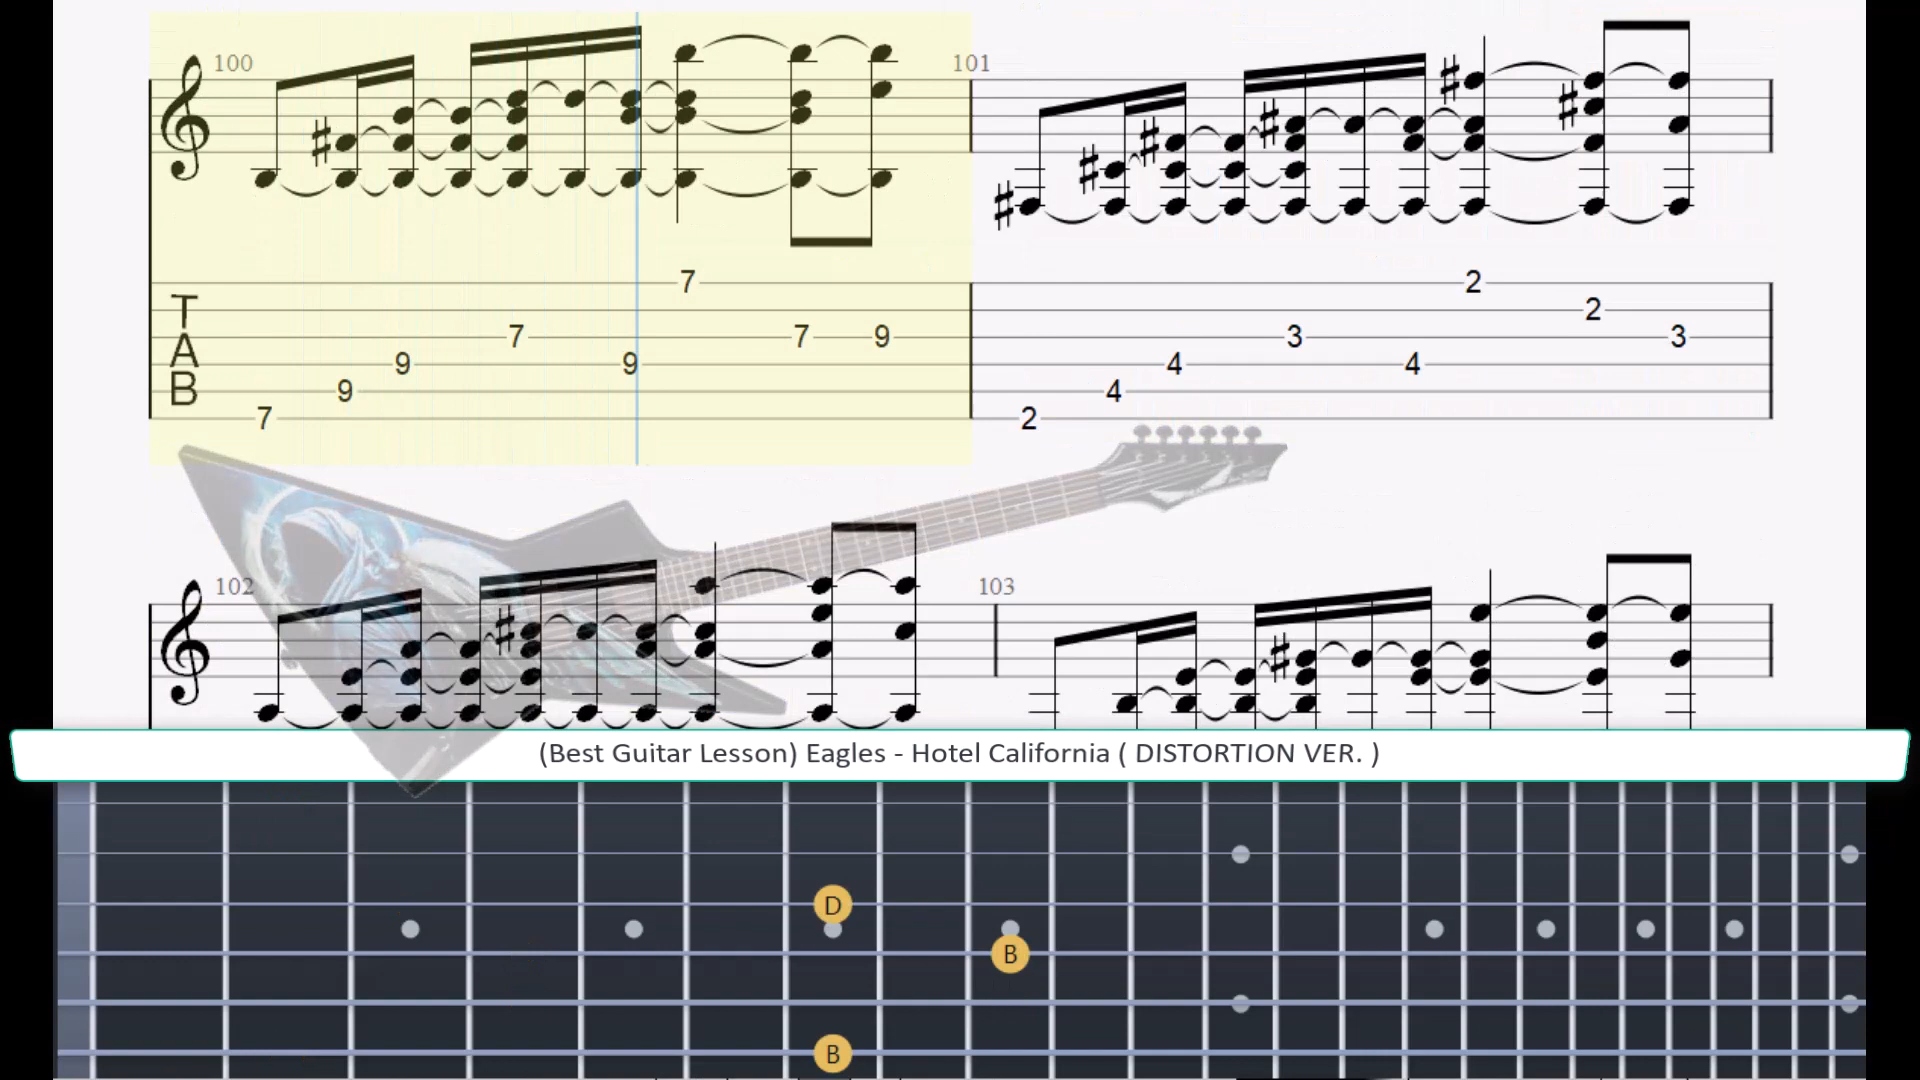 100 101
7 2
T 2
A 7 7 9 3 3
B 9 9 4 4
9 4
7 2
102 103
(Best Guitar Lesson) Eagles - Hotel California ( DISTORTION VER. )
D
B
B